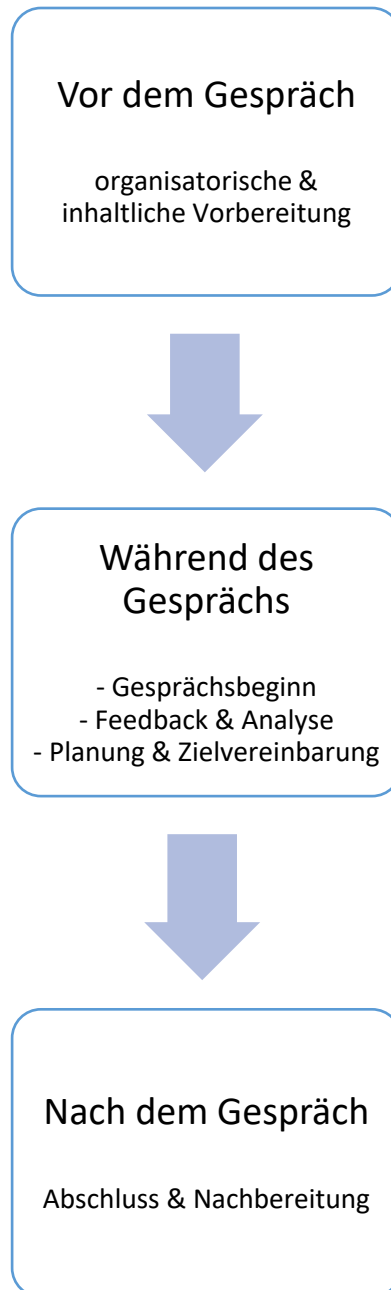 Vor dem Gespräch
organisatorische &
inhaltliche Vorbereitung
Während des
Gesprächs
- Gesprächsbeginn
- Feedback & Analyse
- Planung & Zielvereinbarung
Nach dem Gespräch
Abschluss & Nachbereitung